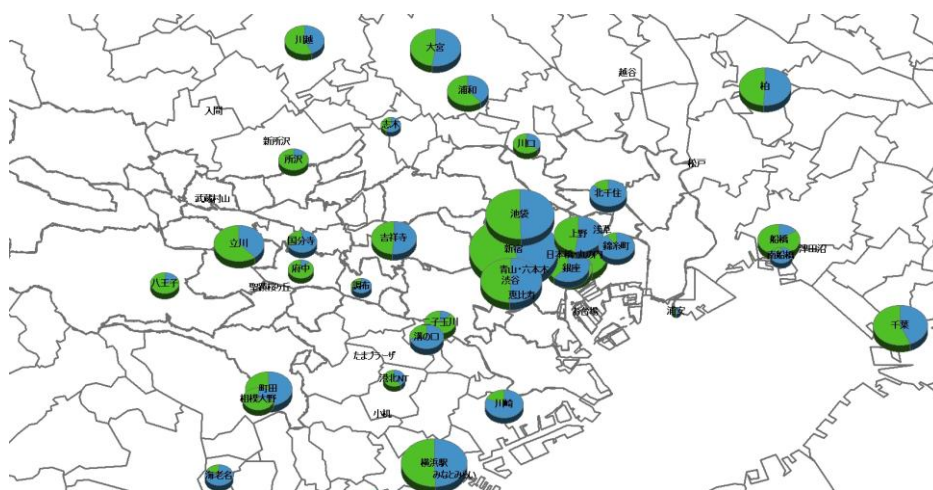 川越
大宮
越谷
柏
浦和
入間
志木
川口
新所沢
所沢
松戸
武蔵村山
北千住
池袋
浅草
上野
立川
国分寺
吉祥寺
新宿
錦糸町
船橋
津田沼
南船橋
府中
青山・六本木
銀座
渋谷
八王子
聖蹟桜ヶ丘
調布
恵比寿
お台場
浦安
二子玉川
千葉
溝の口
たまプラーザ
港北NT
町田
相模大野
小机
川崎
横浜駅
みなとみらい
海老名